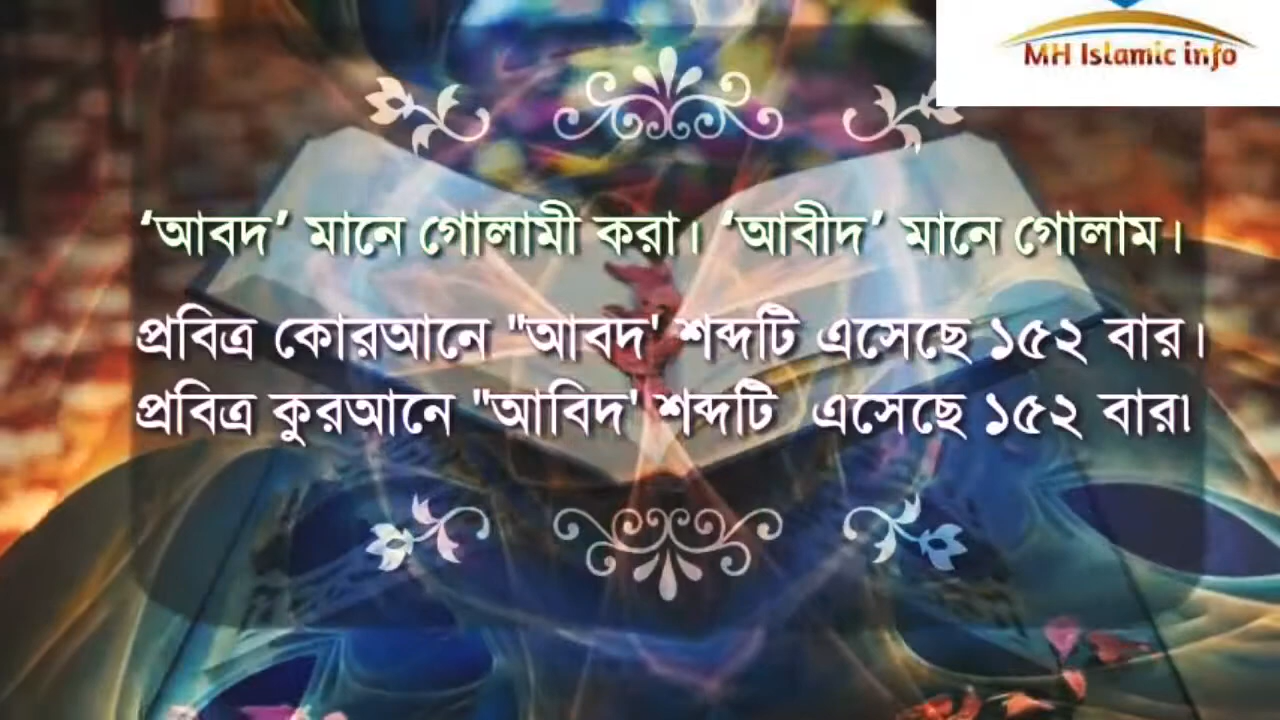 MH Islamic info
‘আবদ’ মানে গোলামী করা। ‘আবীদ’ মানে গোলাম।
প্রবিত্র কোরআনে "আবদ' শব্দটি এসেছে ১৫২ বার।
প্রবিত্র কুরআনে "আবিদ' শব্দটি এসেছে ১৫২ বার৷